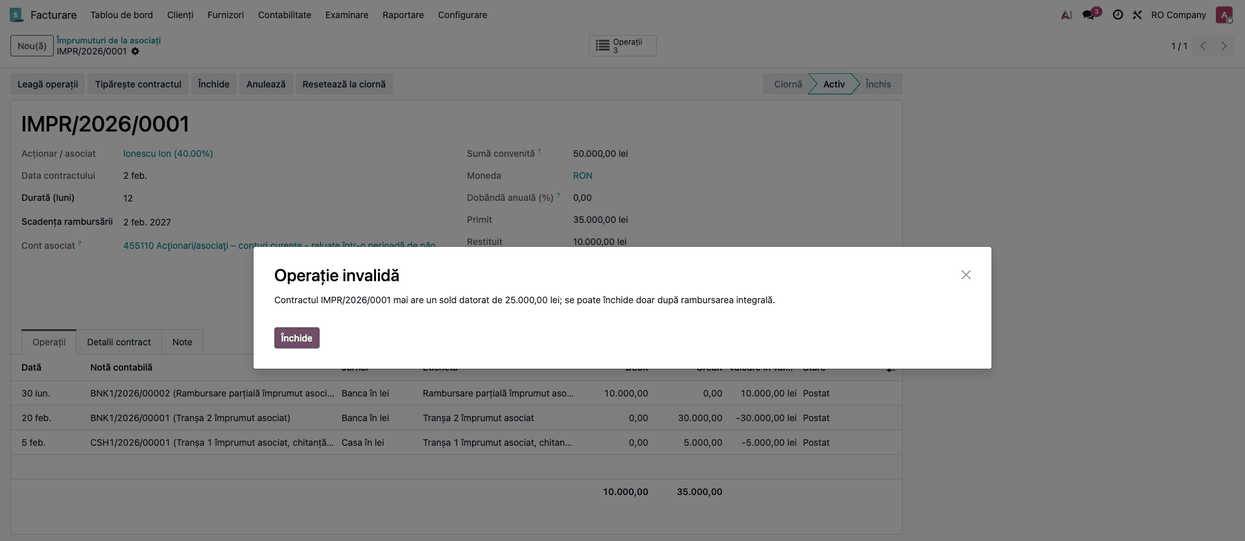 Facturare Tablou de bord Clienți Furnizori Contabilitate Examinare Raportare Configurare AI 3 RO Company A
Nou(ă) Împrumuturi de la asociați
IMPR/2026/0001
Operații
3
1 / 1
Leagă operații Tipărește contractul Închide Anulează Resetează la ciornă Ciornă Activ Închis
IMPR/2026/0001
Acționar / asociat Ionescu Ion (40.00%) Sumă convenită ? 50.000,00 lei
Data contractului 2 feb. Moneda RON
Durată (luni) 12 Dobândă anuală (%) ? 0,00
Scadența rambursării 2 feb. 2027 Primit 35.000,00 lei
Cont asociat ? 455110 Acționari/asociați – conturi curente - reluate într-o perioadă de pân Restituit 10.000,00 lei
Operație invalidă
Contractul IMPR/2026/0001 mai are un sold datorat de 25.000,00 lei; se poate închide doar după rambursarea integrală.
Închide
Operații Detalii contract Note
Dată Notă contabilă Jurnal Etichetă Debit Credit Valoare în val... Stare
30 iun. BNK1/2026/00002 (Rambursare parțială împrumut asoci... Banca în lei Rambursare parțială împrumut aso... 10.000,00 0,00 10.000,00 lei Postat
20 feb. BNK1/2026/00001 (Tranșa 2 împrumut asociat) Banca în lei Tranșa 2 împrumut asociat 0,00 30.000,00 -30.000,00 lei Postat
5 feb. CSH1/2026/00001 (Tranșa 1 împrumut asociat, chitanță... Casa în lei Tranșa 1 împrumut asociat, chitan... 0,00 5.000,00 -5.000,00 lei Postat
10.000,00 35.000,00